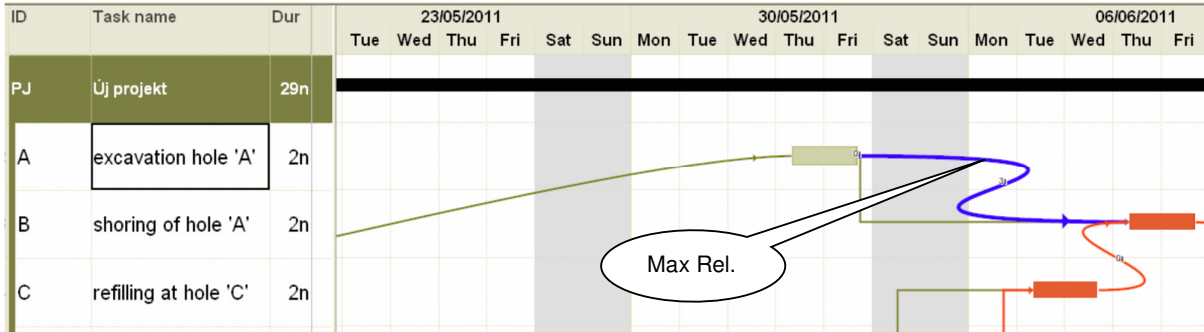 ID Task name Dur 23/05/2011 30/05/2011 06/06/2011
Tue Wed Thu Fri Sat Sun Mon Tue Wed Thu Fri Sat Sun Mon Tue Wed Thu Fri
PJ Új projekt 29n
A excavation hole 'A' 2n
B shoring of hole 'A' 2n
Max Rel.
C refilling at hole 'C' 2n